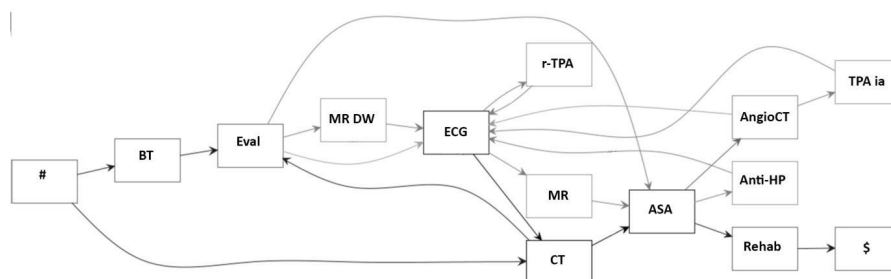 r-TPA
TPA ia
MR DW
AngioCT
ECG
Eval
BT
#
Anti-HP
MR
ASA
Rehab
$
CT